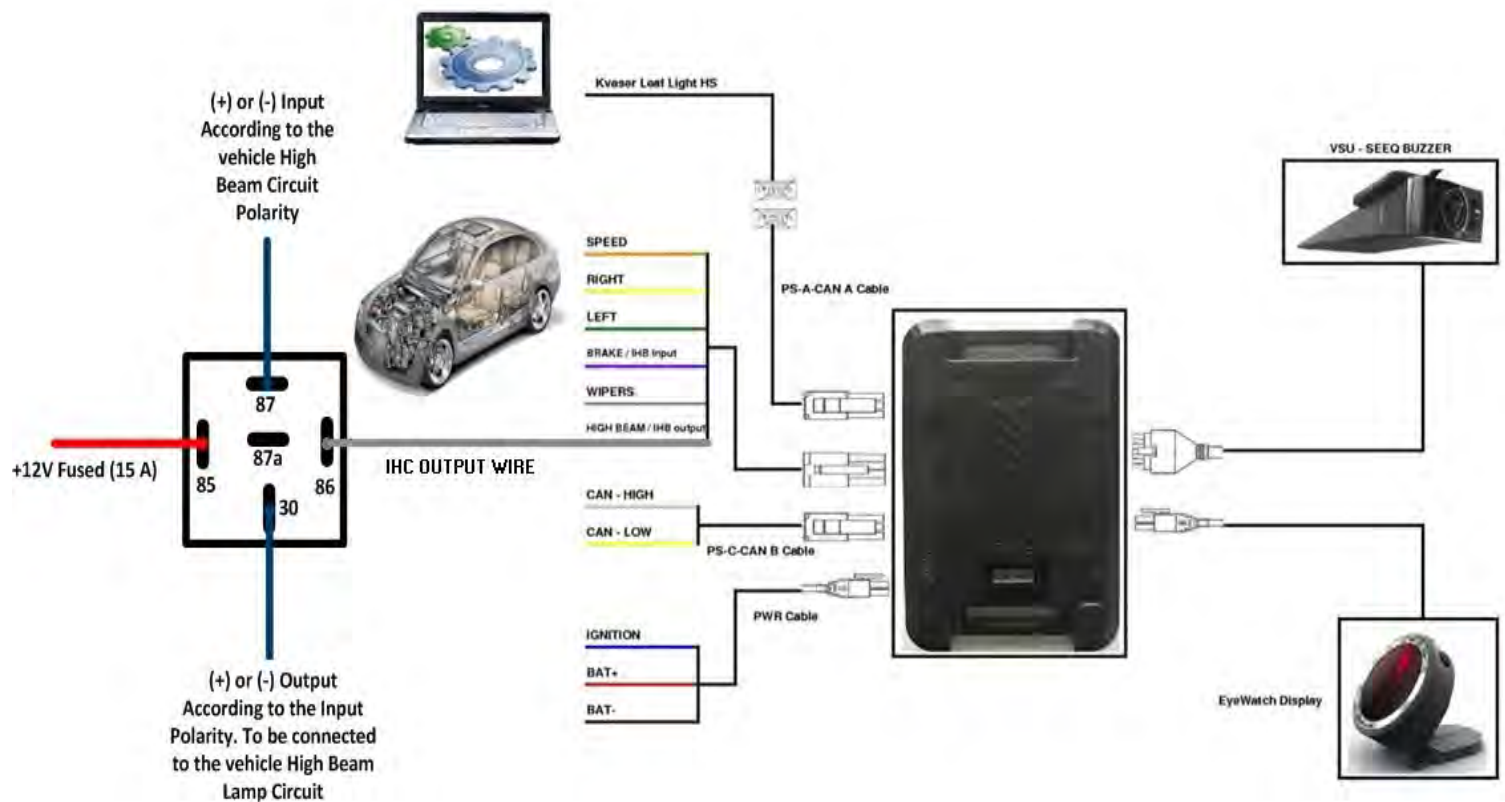 (+) or (-) Input
According to the
vehicle High
Beam Circuit
Polarity
87
87a
85
86
30
+12V Fused (15 A)
IHC OUTPUT WIRE
(+) or (-) Output
According to the Input
Polarity. To be connected
to the vehicle High Beam
Lamp Circuit
Kvaser Leaf Light HS
SPEED
RIGHT
LEFT
BRAKE / IHB Input
WIPERS
HIGH BEAM / IHB output
PS-A-CAN A Cable
CAN - HIGH
CAN - LOW
PS-C-CAN B Cable
PWR Cable
IGNITION
BAT+
BAT-
VSU - SEEQ BUZZER
EyeWatch Display